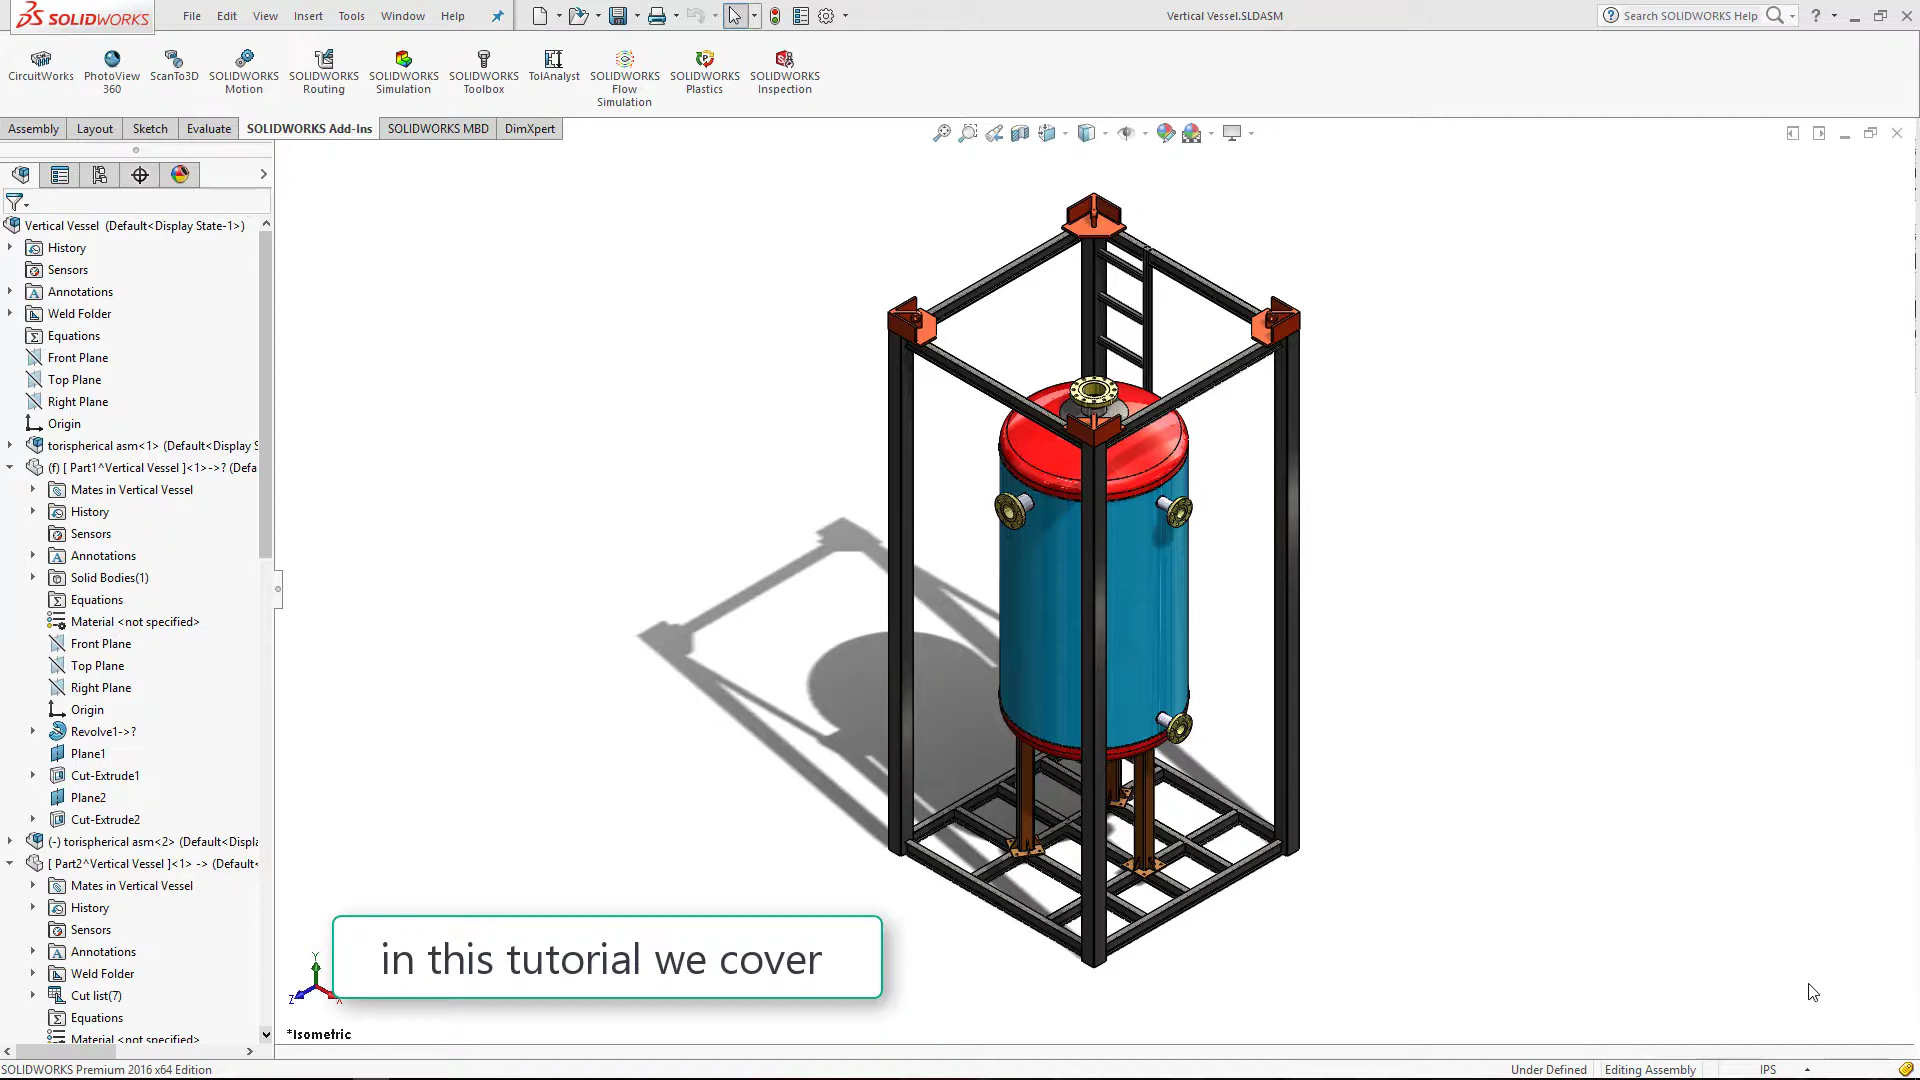 SOLIDWORKS
File Edit View Insert Tools Window Help
Vertical Vessel.SLDASM
Search SOLIDWORKS Help
CircuitWorks
PhotoView 360
ScanTo3D
SOLIDWORKS Motion
SOLIDWORKS Routing
SOLIDWORKS Simulation
SOLIDWORKS Toolbox
TolAnalyst
SOLIDWORKS Flow Simulation
SOLIDWORKS Plastics
SOLIDWORKS Inspection
Assembly Layout Sketch Evaluate SOLIDWORKS Add-Ins SOLIDWORKS MBD DimXpert
Vertical Vessel (Default<Display State-1>)
History
Sensors
Annotations
Weld Folder
Equations
Front Plane
Top Plane
Right Plane
Origin
torispherical asm<1> (Default<Display S
(f) [ Part1^Vertical Vessel ]<1>->? (Defa
Mates in Vertical Vessel
History
Sensors
Annotations
Solid Bodies(1)
Equations
Material <not specified>
Front Plane
Top Plane
Right Plane
Origin
Revolve1->?
Plane1
Cut-Extrude1
Plane2
Cut-Extrude2
(-) torispherical asm<2> (Default<Displa
[ Part2^Vertical Vessel ]<1> -> (Default<
Mates in Vertical Vessel
History
Sensors
Annotations
Weld Folder
Cut list(7)
Equations
Material <not specified>
in this tutorial we cover
Y
Z
X
*Isometric
SOLIDWORKS Premium 2016 x64 Edition
Under Defined Editing Assembly IPS